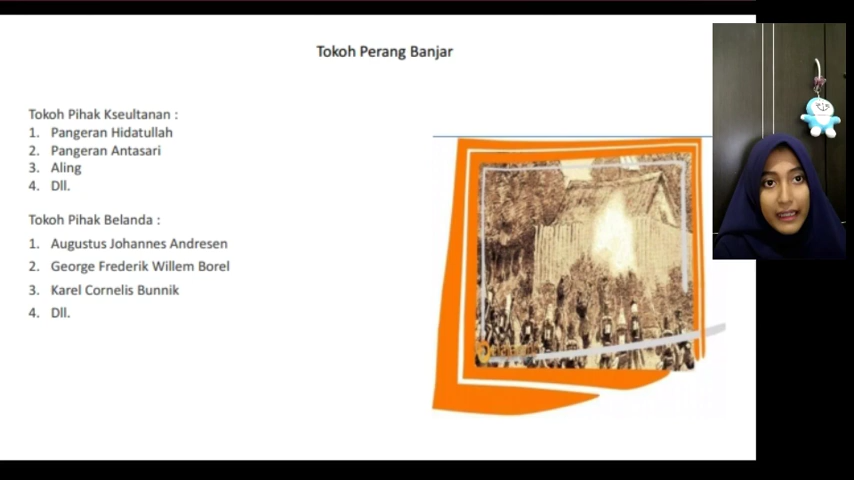 Tokoh Perang Banjar
Tokoh Pihak Kseultanan :
1. Pangeran Hidatullah
2. Pangeran Antasari
3. Aling
4. Dll.
Tokoh Pihak Belanda :
1. Augustus Johannes Andresen
2. George Frederik Willem Borel
3. Karel Cornelis Bunnik
4. Dll.